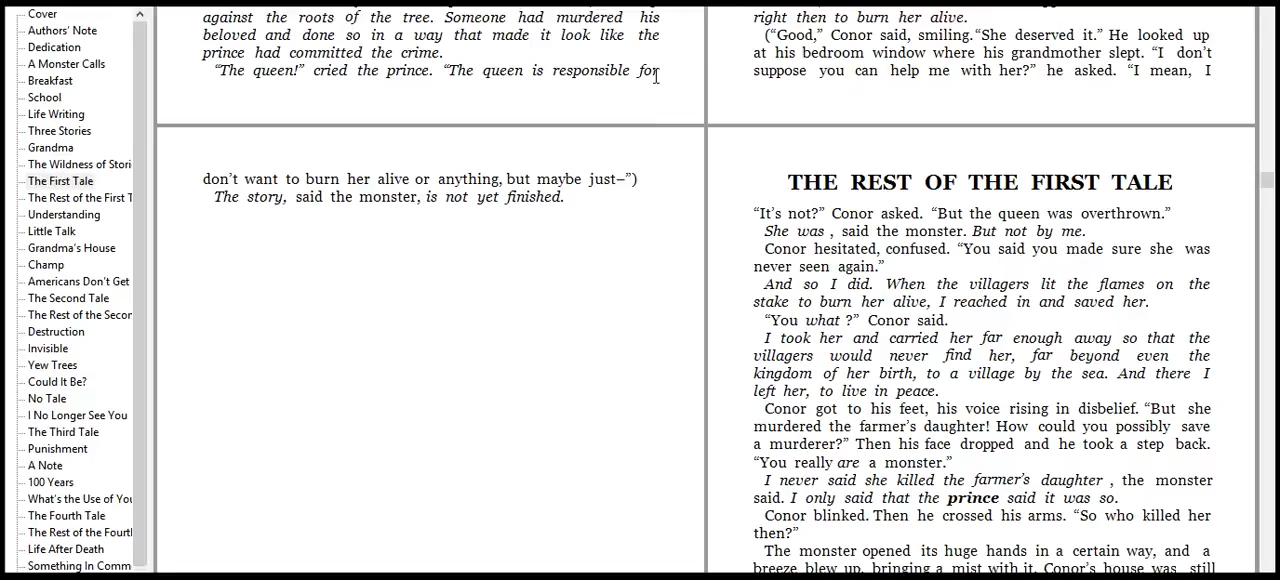 Cover
Authors' Note
Dedication
A Monster Calls
Breakfast
School
Life Writing
Three Stories
Grandma
The Wildness of Stori
The First Tale
The Rest of the First T
Understanding
Little Talk
Grandma's House
Champ
Americans Don't Get
The Second Tale
The Rest of the Secor
Destruction
Invisible
Yew Trees
Could It Be?
No Tale
I No Longer See You
The Third Tale
Punishment
A Note
100 Years
What's the Use of You
The Fourth Tale
The Rest of the Fourtl
Life After Death
Something In Comm
against the roots of the tree. Someone had murdered his
beloved and done so in a way that made it look like the
prince had committed the crime.
“The queen!” cried the prince. “The queen is responsible for
right then to burn her alive.
(“Good,” Conor said, smiling.“She deserved it.” He looked up
at his bedroom window where his grandmother slept. “I don't
suppose you can help me with her?” he asked. “I mean, I
don't want to burn her alive or anything, but maybe just–”)
The story, said the monster, is not yet finished.
THE REST OF THE FIRST TALE
“It's not?” Conor asked. “But the queen was overthrown.”
She was , said the monster. But not by me.
Conor hesitated, confused. “You said you made sure she was
never seen again.”
And so I did. When the villagers lit the flames on the
stake to burn her alive, I reached in and saved her.
“You what ?” Conor said.
I took her and carried her far enough away so that the
villagers would never find her, far beyond even the
kingdom of her birth, to a village by the sea. And there I
left her, to live in peace.
Conor got to his feet, his voice rising in disbelief. “But she
murdered the farmer's daughter! How could you possibly save
a murderer?” Then his face dropped and he took a step back.
“You really are a monster.”
I never said she killed the farmer's daughter , the monster
said. I only said that the prince said it was so.
Conor blinked. Then he crossed his arms. “So who killed her
then?”
The monster opened its huge hands in a certain way, and a
breeze blew up, bringing a mist with it. Conor's house was still